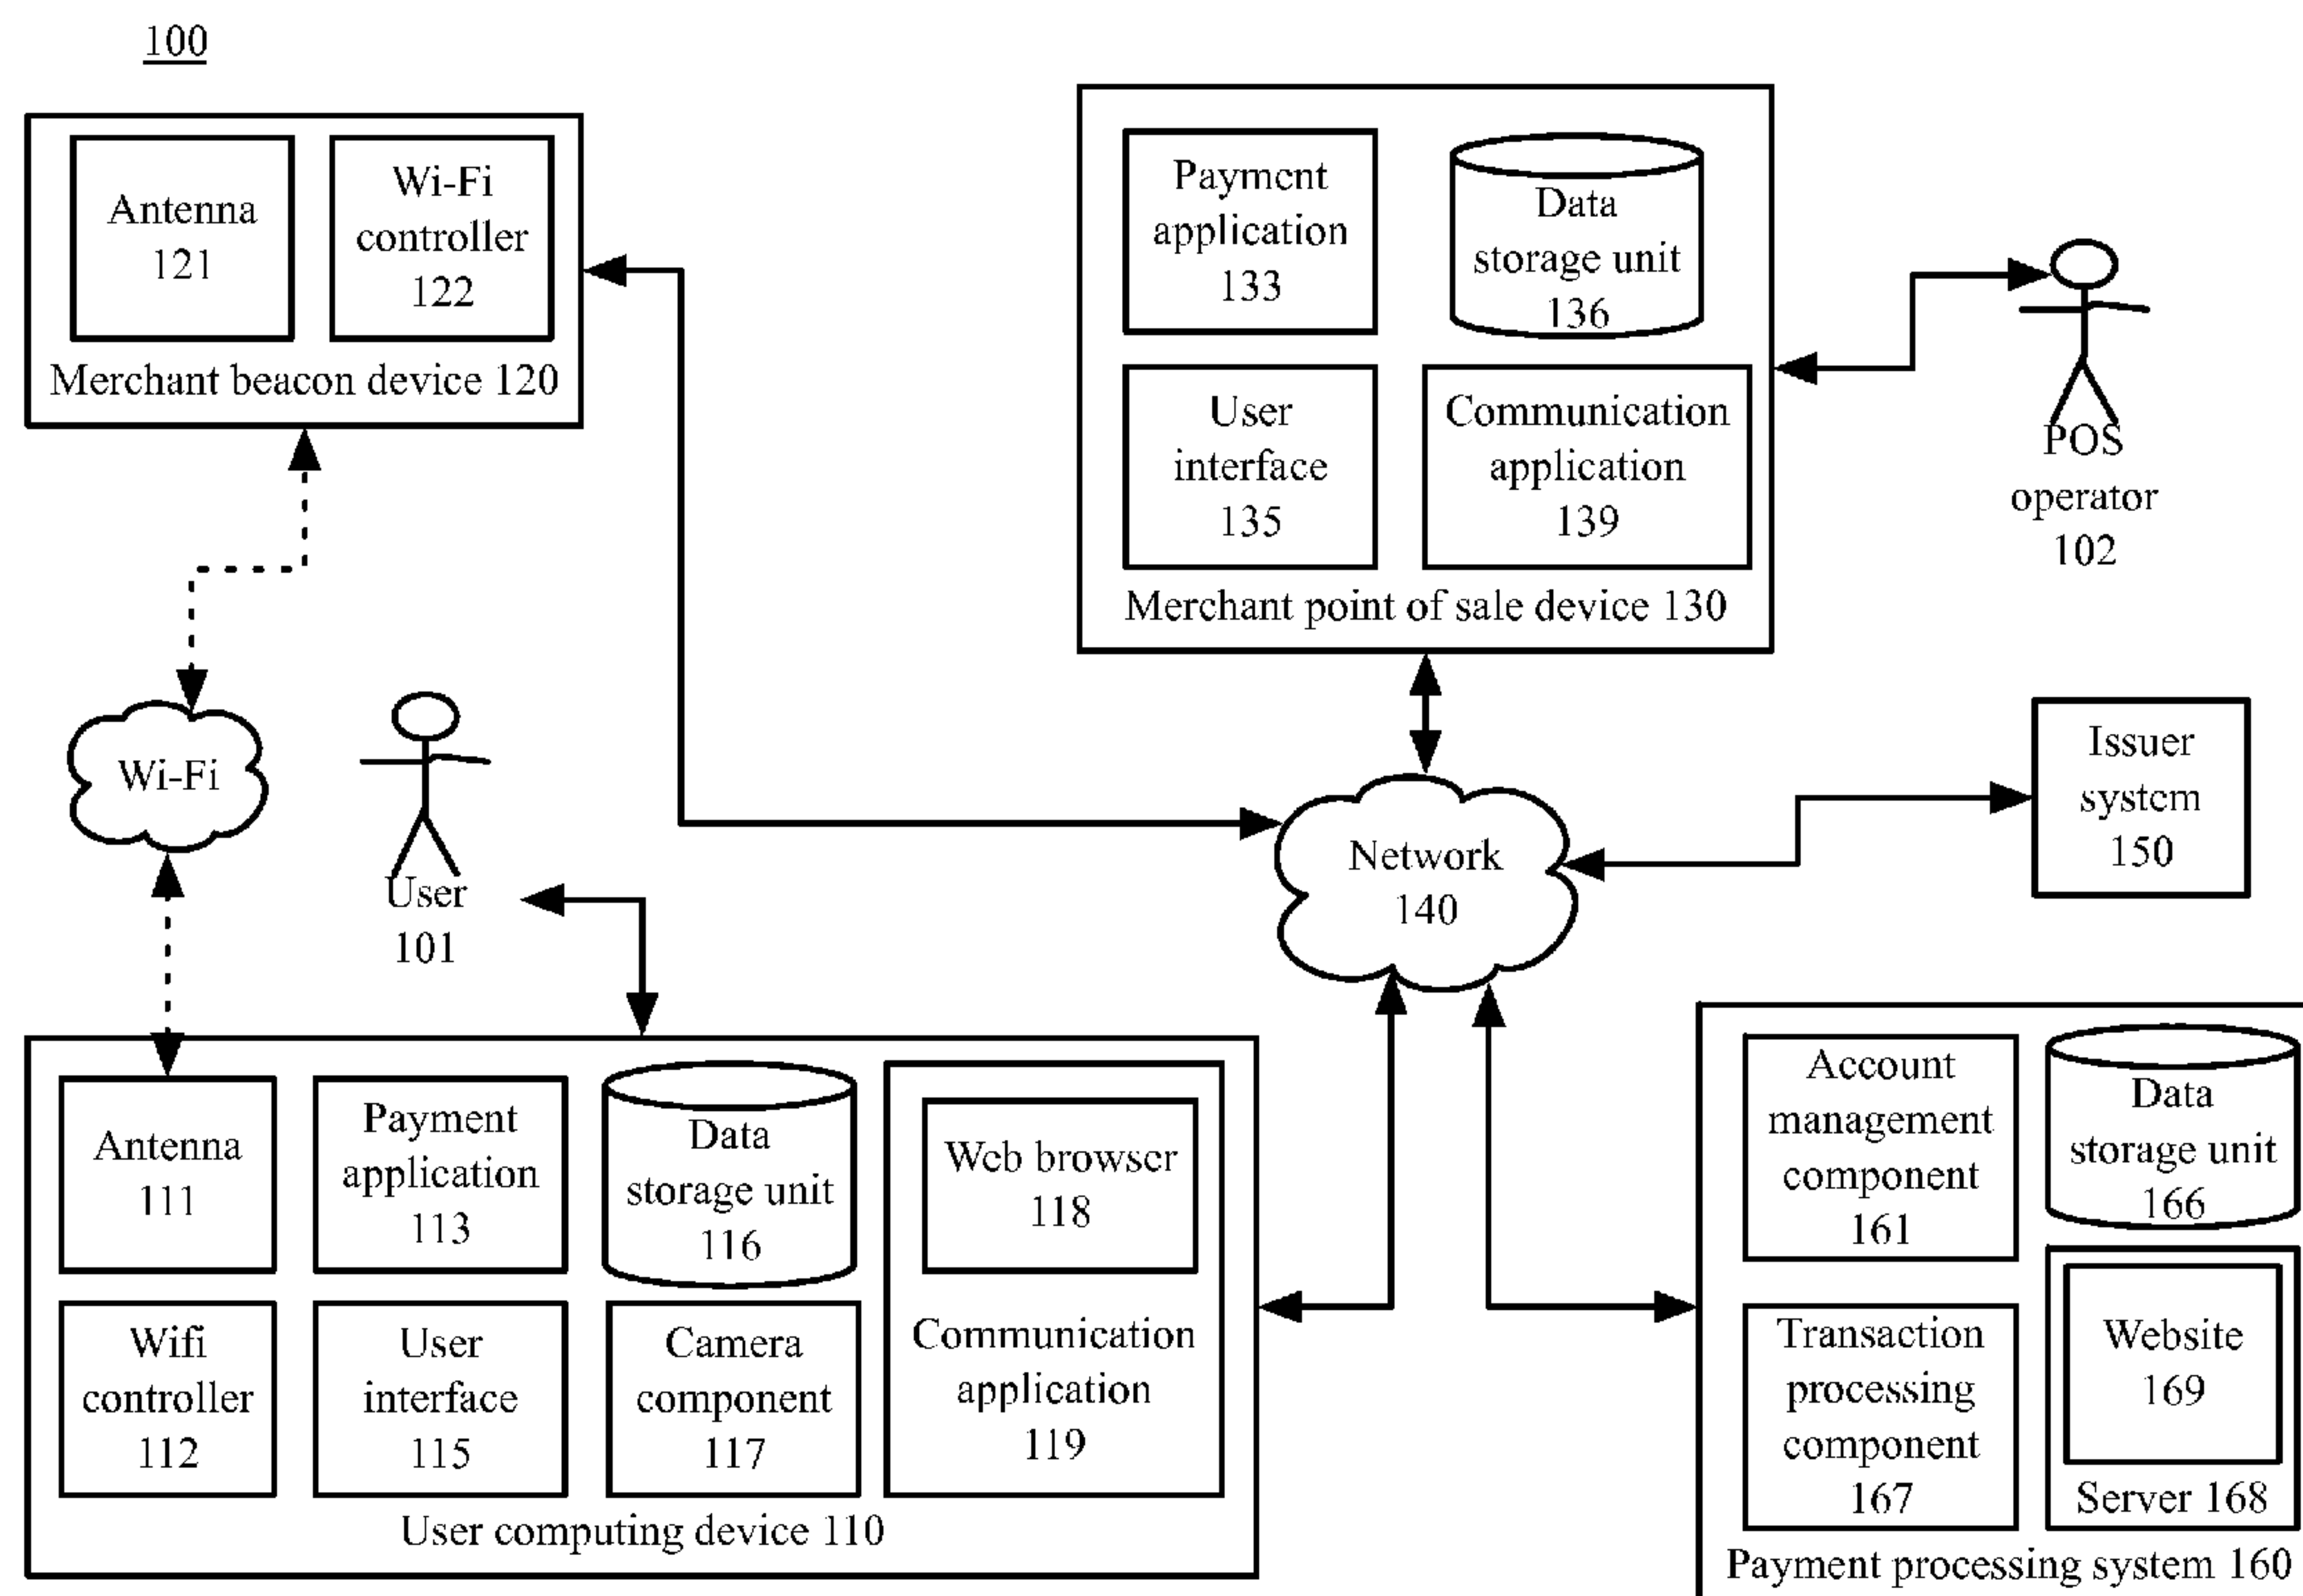 100
Antenna
121
Wi-Fi
controller
122
Merchant beacon device 120
Payment
application
133
Data
storage unit
136
User
interface
135
Communication
application
139
Merchant point of sale device 130
POS
operator
102
Wi-Fi
User
101
Network
140
Issuer
system
150
Antenna
111
Payment
application
113
Data
storage unit
116
Web browser
118
Wifi
controller
112
User
interface
115
Camera
component
117
Communication
application
119
User computing device 110
Account
management
component
161
Data
storage unit
166
Transaction
processing
component
167
Website
169
Server 168
Payment processing system 160